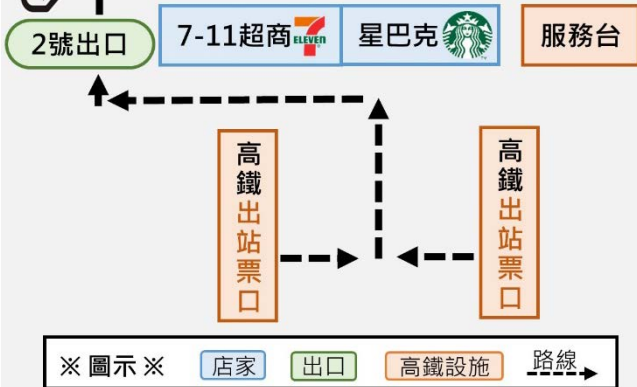 2號出口
7-11超商
ELEVEN
星巴克
服務台
高鐵出站票口
高鐵出站票口
※ 圖示 ※ 店家 出口 高鐵設施 路線